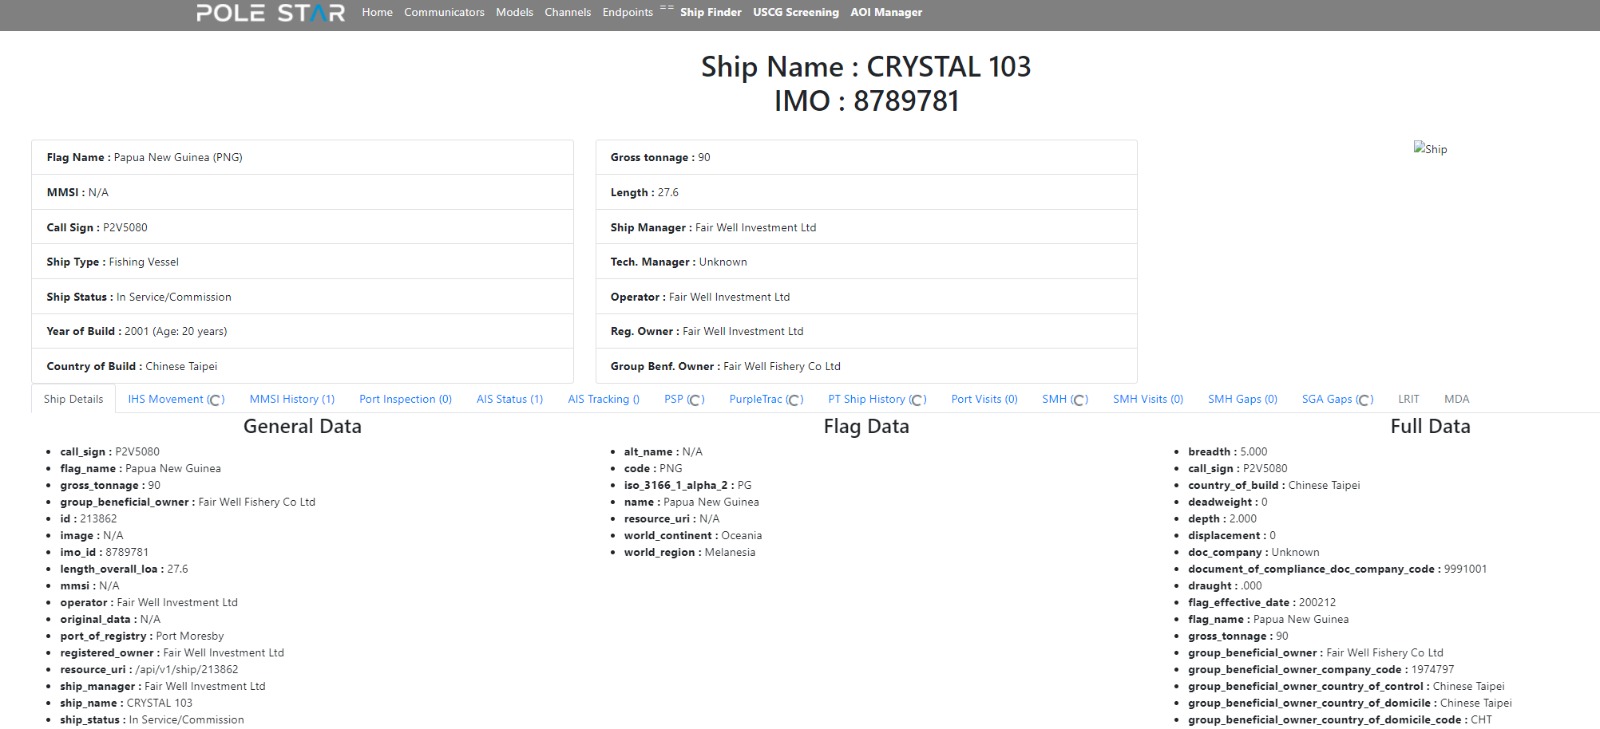 POLE STAR Home Communicators Models Channels Endpoints == Ship Finder USCG Screening AOI Manager
Ship Name : CRYSTAL 103
IMO : 8789781
Flag Name : Papua New Guinea (PNG)
MMSI : N/A
Call Sign : P2V5080
Ship Type : Fishing Vessel
Ship Status : In Service/Commission
Year of Build : 2001 (Age: 20 years)
Country of Build : Chinese Taipei
Gross tonnage : 90
Length : 27.6
Ship Manager : Fair Well Investment Ltd
Tech. Manager : Unknown
Operator : Fair Well Investment Ltd
Reg. Owner : Fair Well Investment Ltd
Group Benf. Owner : Fair Well Fishery Co Ltd
Ship
Ship Details IHS Movement () MMSI History (1) Port Inspection (0) AIS Status (1) AIS Tracking () PSP () PurpleTrac () PT Ship History () Port Visits (0) SMH () SMH Visits (0) SMH Gaps (0) SGA Gaps () LRIT MDA
General Data
• call_sign : P2V5080
• flag_name : Papua New Guinea
• gross_tonnage : 90
• group_beneficial_owner : Fair Well Fishery Co Ltd
• id : 213862
• image : N/A
• imo_id : 8789781
• length_overall_loa : 27.6
• mmsi : N/A
• operator : Fair Well Investment Ltd
• original_data : N/A
• port_of_registry : Port Moresby
• registered_owner : Fair Well Investment Ltd
• resource_uri : /api/v1/ship/213862
• ship_manager : Fair Well Investment Ltd
• ship_name : CRYSTAL 103
• ship_status : In Service/Commission
Flag Data
• alt_name : N/A
• code : PNG
• iso_3166_1_alpha_2 : PG
• name : Papua New Guinea
• resource_uri : N/A
• world_continent : Oceania
• world_region : Melanesia
Full Data
• breadth : 5.000
• call_sign : P2V5080
• country_of_build : Chinese Taipei
• deadweight : 0
• depth : 2.000
• displacement : 0
• doc_company : Unknown
• document_of_compliance_doc_company_code : 9991001
• draught : .000
• flag_effective_date : 200212
• flag_name : Papua New Guinea
• gross_tonnage : 90
• group_beneficial_owner : Fair Well Fishery Co Ltd
• group_beneficial_owner_company_code : 1974797
• group_beneficial_owner_country_of_control : Chinese Taipei
• group_beneficial_owner_country_of_domicile : Chinese Taipei
• group_beneficial_owner_country_of_domicile_code : CHT